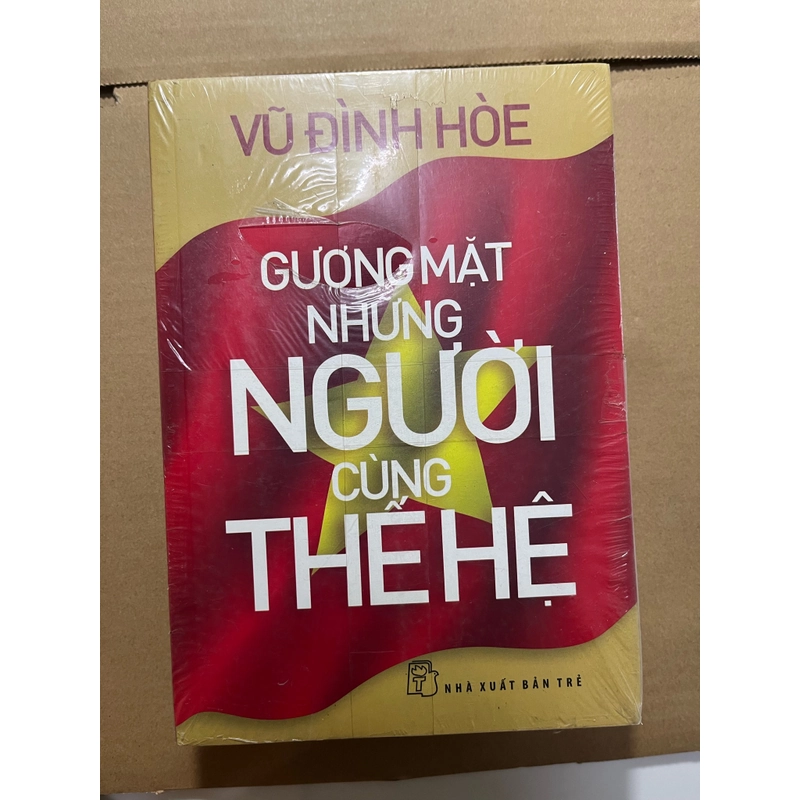 VŨ ĐÌNH HÒE
GƯƠNG MẶT
NHỮNG
NGƯỜI
CÙNG
THẾ HỆ
T
NHÀ XUẤT BẢN TRẺ